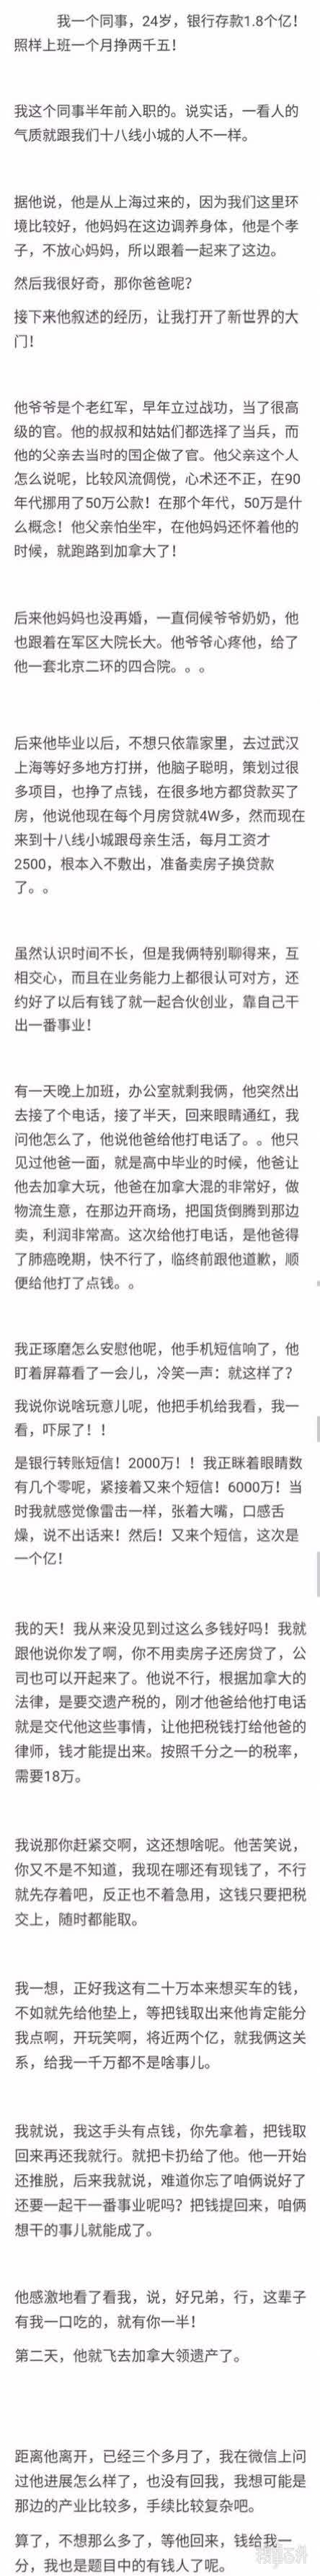 我一个同事，24岁，银行存款1.8个亿！
照样上班一个月挣两千五！
我这个同事半年前入职的。说实话，一看人的
气质就跟我们十八线小城的人不一样。
据他说，他是从上海过来的，因为我们这里环
境比较好，他妈妈在这边调养身体，他是个孝
子，不放心妈妈，所以跟着一起来了这边。
然后我很好奇，那你爸爸呢？
接下来他叙述的经历，让我打开了新世界的大
门！
他爷爷是个老红军，早年立过战功，当了很高
级的官。他的叔叔和姑姑们都选择了当兵，而
他的父亲去当时的国企做了官。他父亲这个人
怎么说呢，比较风流倜傥，心术还不正，在90
年代挪用了50万公款！在那个年代，50万是什
么概念！他父亲怕坐牢，在他妈妈还怀着他的
时候，就跑路到加拿大了！
后来他妈妈也没再婚，一直伺候爷爷奶奶，他
也跟着在军区大院长大。他爷爷心疼他，给了
他一套北京二环的四合院。。。
后来他毕业以后，不想只依靠家里，去过武汉
上海等好多地方打拼，他脑子聪明，策划过很
多项目，也挣了点钱，在很多地方都贷款买了
房，他说他现在每个月房贷就4W多，然而现在
来到十八线小城跟母亲生活，每月工资才
2500，根本入不敷出，准备卖房子换贷款
了。。
虽然认识时间不长，但是我俩特别聊得来，互
相交心，而且在业务能力上都很认可对方，还
约好了以后有钱了就一起合伙创业，靠自己干
出一番事业！
有一天晚上加班，办公室就剩我俩，他突然出
去接了个电话，接了半天，回来眼睛通红，我
问他怎么了，他说他爸给他打电话了。。他只
见过他爸一面，就是高中毕业的时候，他爸让
他去加拿大玩，他爸在加拿大混的非常好，做
物流生意，在那边开商场，把国货倒腾到那边
卖，利润非常高。这次给他打电话，是他爸得
了肺癌晚期，快不行了，临终前跟他道歉，顺
便给他打了点钱。。
我正琢磨怎么安慰他呢，他手机短信响了，他
盯着屏幕看了一会儿，冷笑一声：就这样了？
我说你说啥玩意儿呢，他把手机给我看，我一
看，吓尿了！！
是银行转账短信！2000万！！我正眯着眼睛数
有几个零呢，紧接着又来个短信！6000万！当
时我就感觉像雷击一样，张着大嘴，口感舌
燥，说不出话来！然后！又来个短信，这次是
一个亿！
我的天！我从来没见到过这么多钱好吗！我就
跟他说你发了啊，你不用卖房子还房贷了，公
司也可以开起来了。他说不行，根据加拿大的
法律，是要交遗产税的，刚才他爸给他打电话
就是交代他这些事情，让他把税钱打给他爸的
律师，钱才能提出来。按照千分之一的税率，
需要18万。
我说那你赶紧交啊，这还想啥呢。他苦笑说，
你又不是不知道，我现在哪还有现钱了，不行
就先存着吧，反正也不着急用，这钱只要把税
交上，随时都能取。
我一想，正好我这有二十万本来想买车的钱，
不如就先给他垫上，等把钱取出来他肯定能分
我点啊，开玩笑啊，将近两个亿，就我俩这关
系，给我一千万都不是啥事儿。
我就说，我这手头有点钱，你先拿着，把钱取
回来再还我就行。就把卡扔给了他。他一开始
还推脱，后来我就说，难道你忘了咱俩说好了
还要一起干一番事业呢吗？把钱提回来，咱俩
想干的事儿就能成了。
他感激地看了看我，说，好兄弟，行，这辈子
有我一口吃的，就有你一半！
第二天，他就飞去加拿大领遗产了。
距离他离开，已经三个多月了，我在微信上问
过他进展怎么样了，也没有回我，我想可能是
那边的产业比较多，手续比较复杂吧。
算了，不想那么多了，等他回来，钱给我一
分，我也是题目中的有钱人了呢。